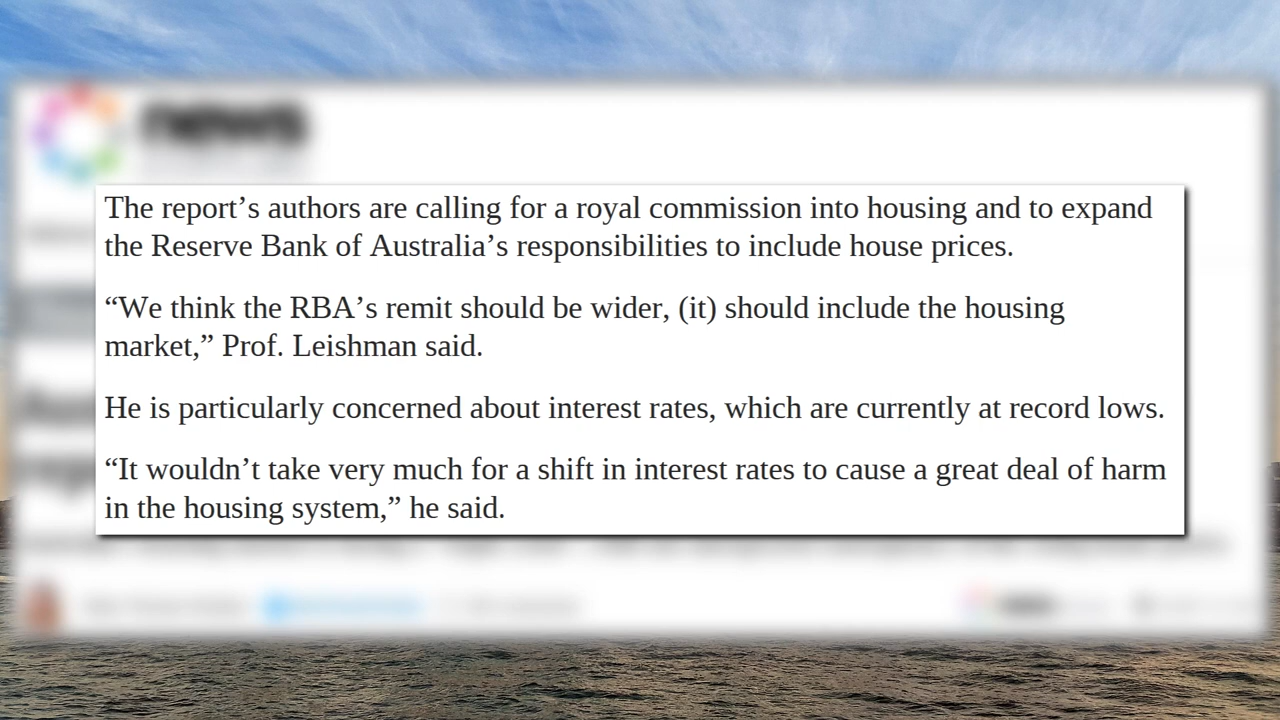 news
The report’s authors are calling for a royal commission into housing and to expand
the Reserve Bank of Australia’s responsibilities to include house prices.
“We think the RBA’s remit should be wider, (it) should include the housing
market,” Prof. Leishman said.
He is particularly concerned about interest rates, which are currently at record lows.
“It wouldn’t take very much for a shift in interest rates to cause a great deal of harm
in the housing system,” he said.